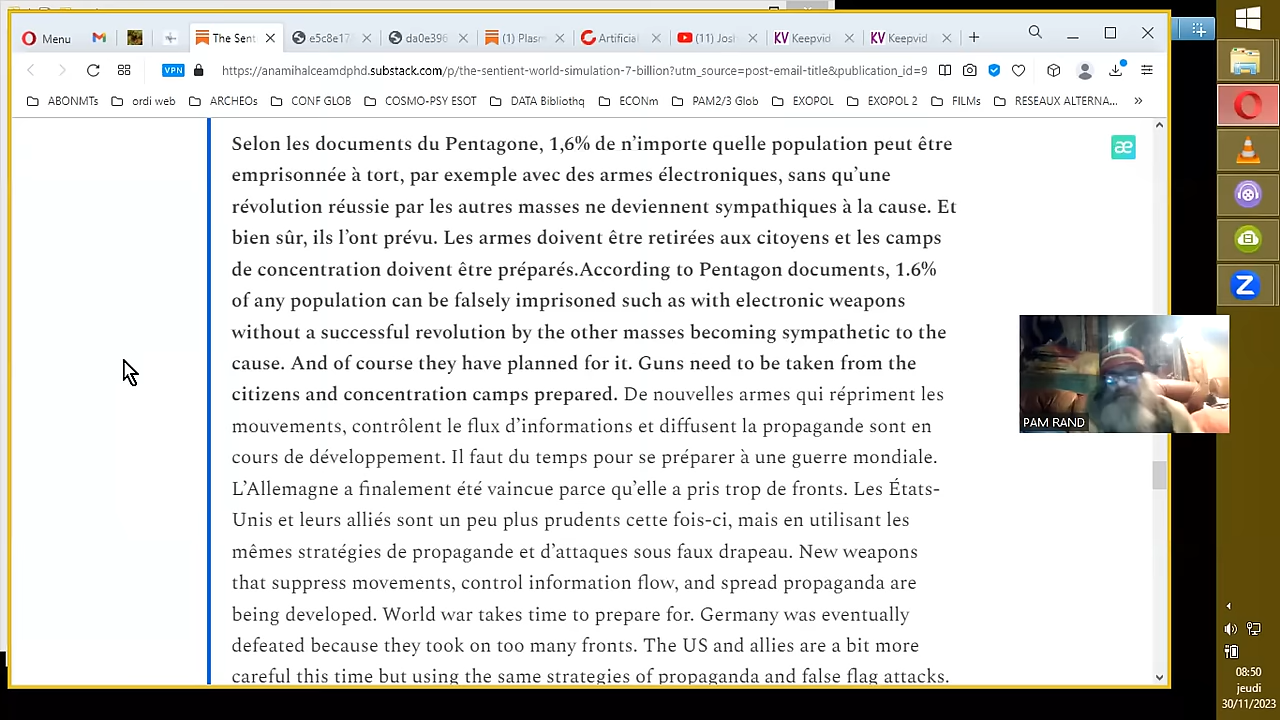 Menu
The Sent
e5c8e17
da0e396
(1) Plasm
Artificia
(11) Josl
KV Keepvid
KV Keepvid
VPN
https://anamihalceamdphd.substack.com/p/the-sentient-world-simulation-7-billion?utm_source=post-email-title&publication_id=9
ABONMTs
ordi web
ARCHEOs
CONF GLOB
COSMO-PSY ESOT
DATA Bibliothq
ECONm
PAM2/3 Glob
EXOPOL
EXOPOL 2
FILMs
RESEAUX ALTERNA...
Selon les documents du Pentagone, 1,6% de n’importe quelle population peut être
emprisonnée à tort, par exemple avec des armes électroniques, sans qu’une
révolution réussie par les autres masses ne deviennent sympathiques à la cause. Et
bien sûr, ils l’ont prévu. Les armes doivent être retirées aux citoyens et les camps
de concentration doivent être préparés.According to Pentagon documents, 1.6%
of any population can be falsely imprisoned such as with electronic weapons
without a successful revolution by the other masses becoming sympathetic to the
cause. And of course they have planned for it. Guns need to be taken from the
citizens and concentration camps prepared. De nouvelles armes qui répriment les
mouvements, contrôlent le flux d’informations et diffusent la propagande sont en
cours de développement. Il faut du temps pour se préparer à une guerre mondiale.
L’Allemagne a finalement été vaincue parce qu’elle a pris trop de fronts. Les États-
Unis et leurs alliés sont un peu plus prudents cette fois-ci, mais en utilisant les
mêmes stratégies de propagande et d’attaques sous faux drapeau. New weapons
that suppress movements, control information flow, and spread propaganda are
being developed. World war takes time to prepare for. Germany was eventually
defeated because they took on too many fronts. The US and allies are a bit more
careful this time but using the same strategies of propaganda and false flag attacks.
æ
PAM RAND
08:50
jeudi
30/11/2023